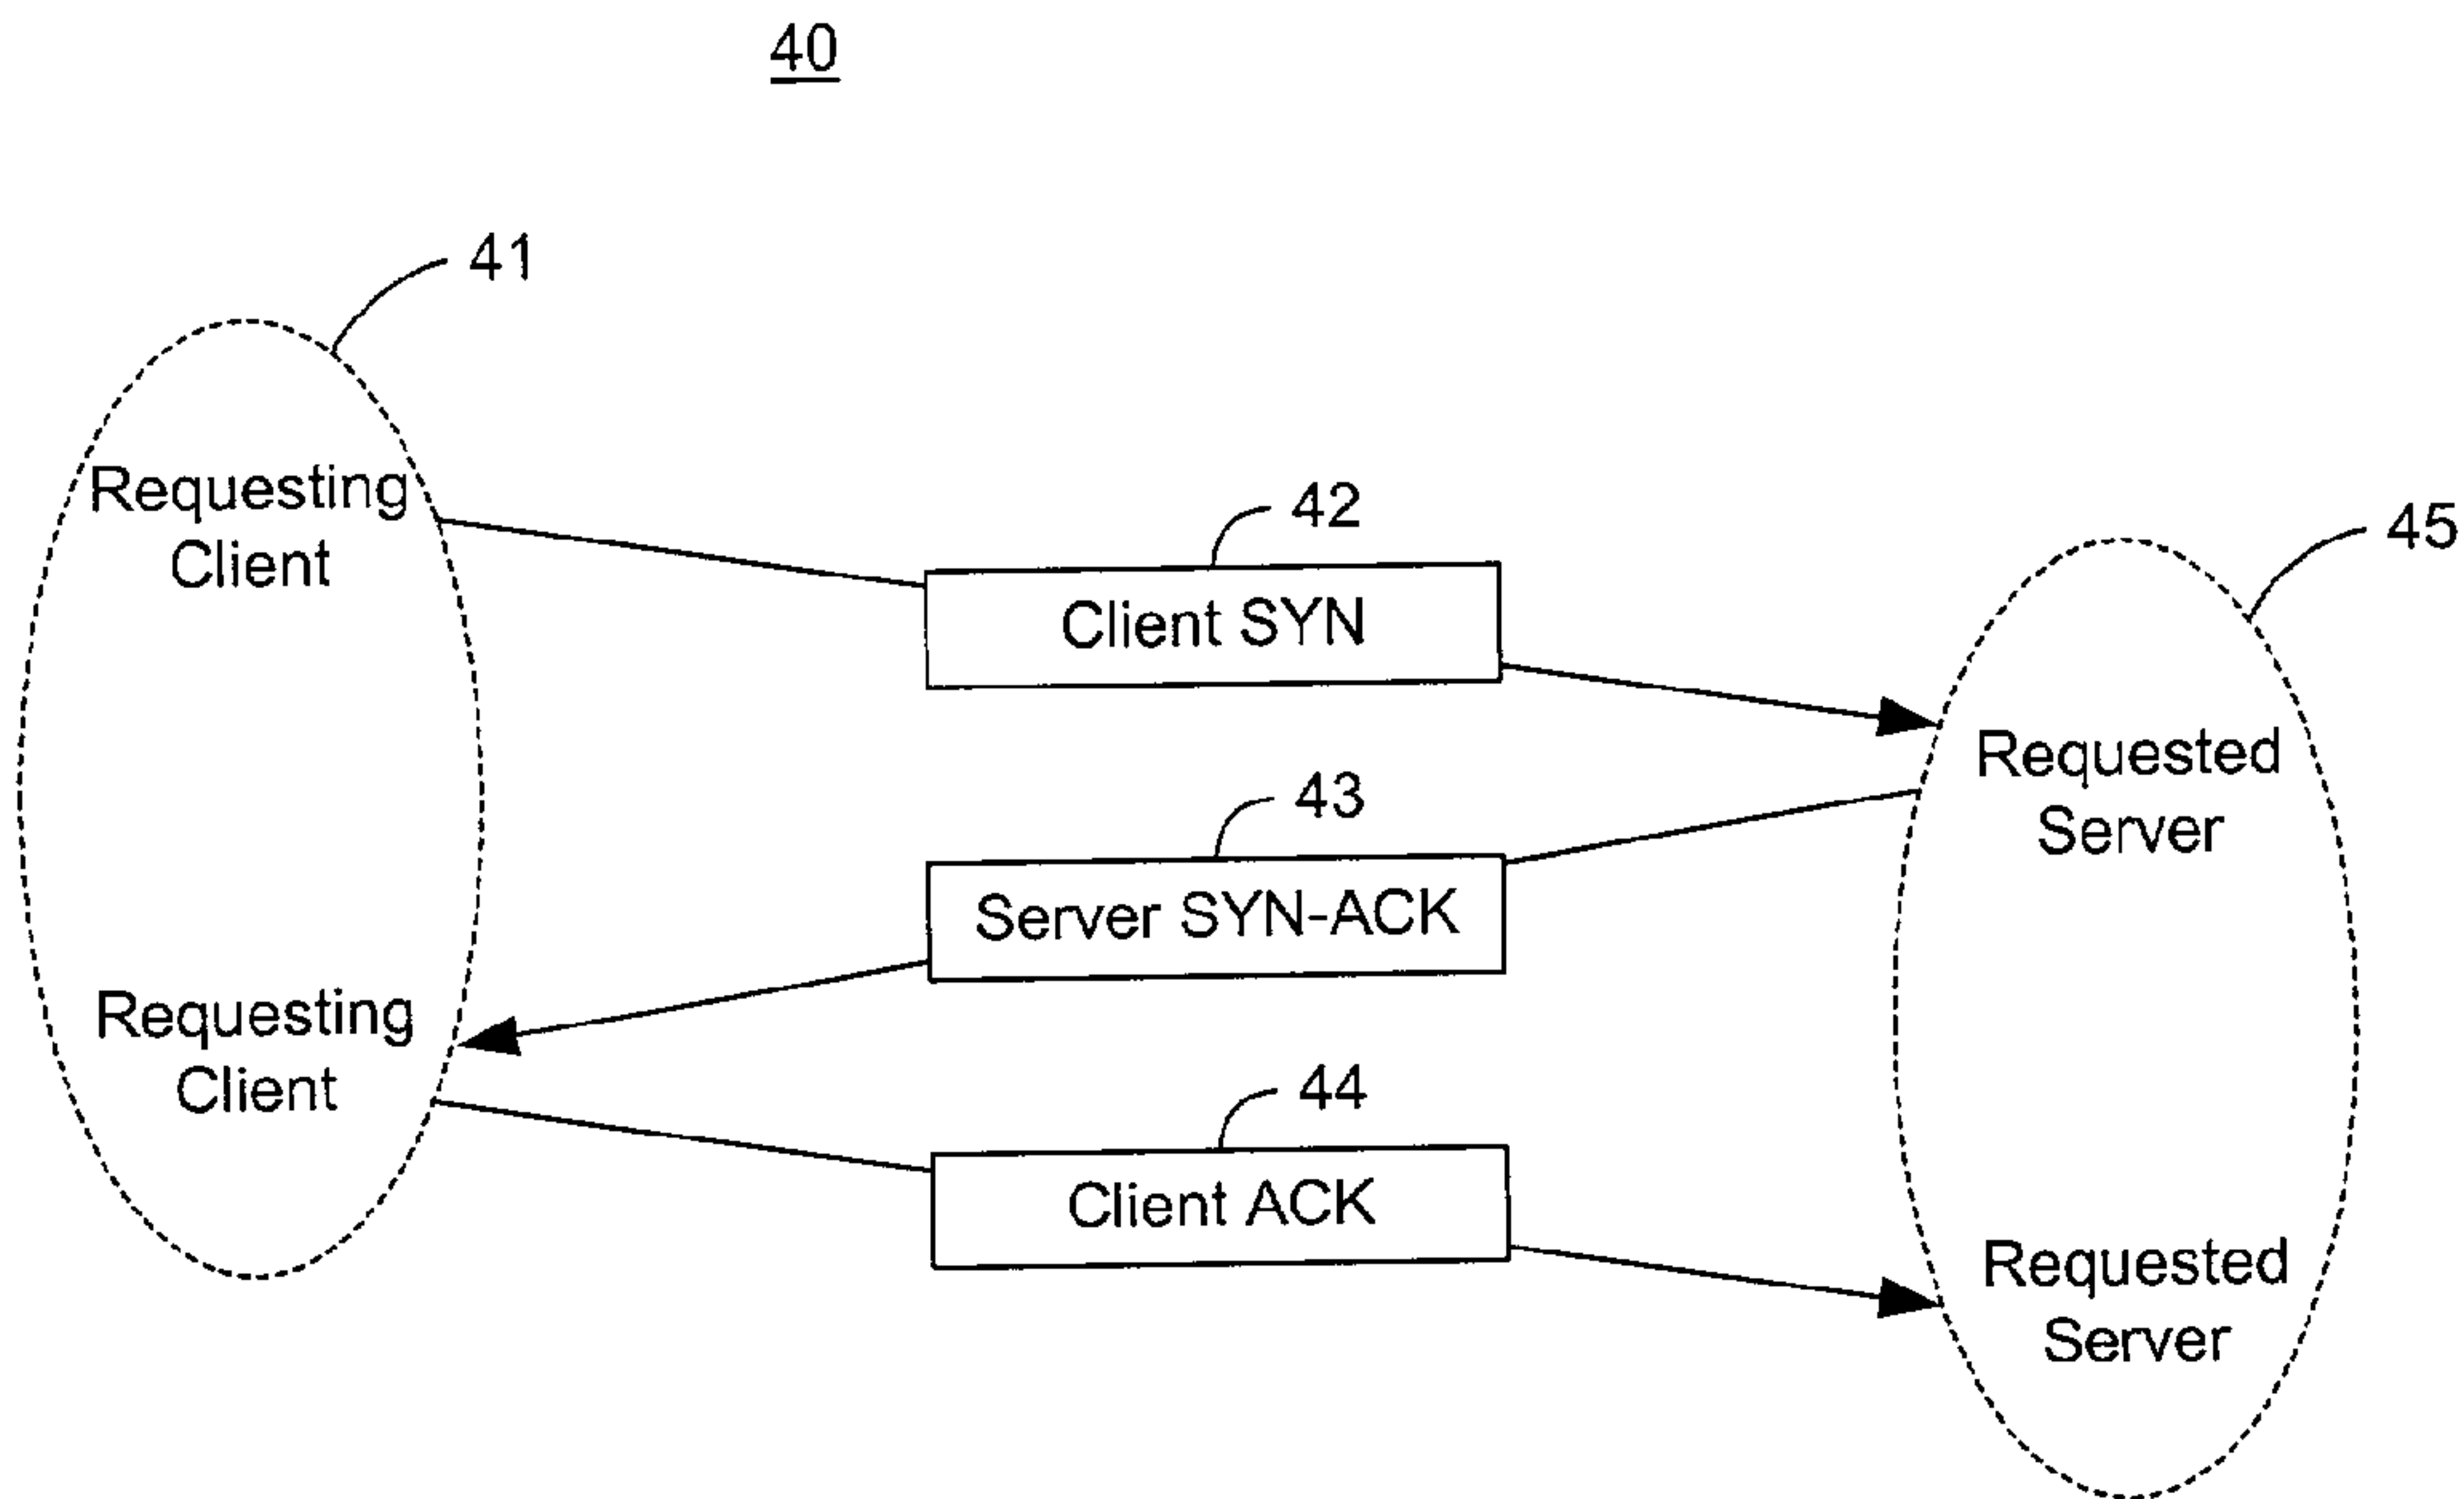 40
41
Requesting
Client
42
Client SYN
45
Requested
Server
43
Server SYN-ACK
Requesting
Client
44
Client ACK
Requested
Server